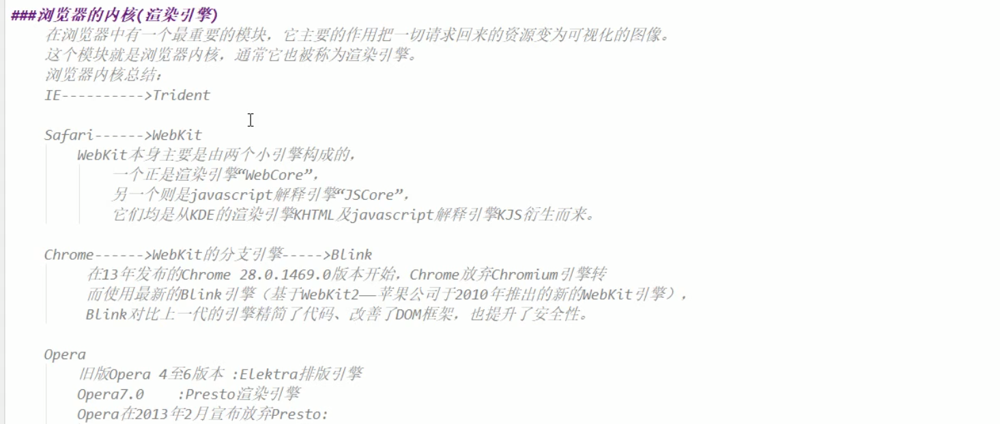 ###浏览器的内核(渲染引擎)
在浏览器中有一个最重要的模块，它主要的作用把一切请求回来的资源变为可视化的图像。
这个模块就是浏览器内核，通常它也被称为渲染引擎。
浏览器内核总结：
IE---------->Trident
Safari------>WebKit
WebKit本身主要是由两个小引擎构成的，
一个正是渲染引擎“WebCore”，
另一个则是javascript解释引擎“JSCore”，
它们均是从KDE的渲染引擎KHTML及javascript解释引擎KJS衍生而来。
Chrome------>WebKit的分支引擎----->Blink
在13年发布的Chrome 28.0.1469.0版本开始，Chrome放弃Chromium引擎转
而使用最新的Blink引擎（基于WebKit2——苹果公司于2010年推出的新的WebKit引擎），
Blink对比上一代的引擎精简了代码、改善了DOM框架，也提升了安全性。
Opera
旧版Opera 4至6版本 :Elektra排版引擎
Opera7.0    :Presto渲染引擎
Opera在2013年2月宣布放弃Presto: